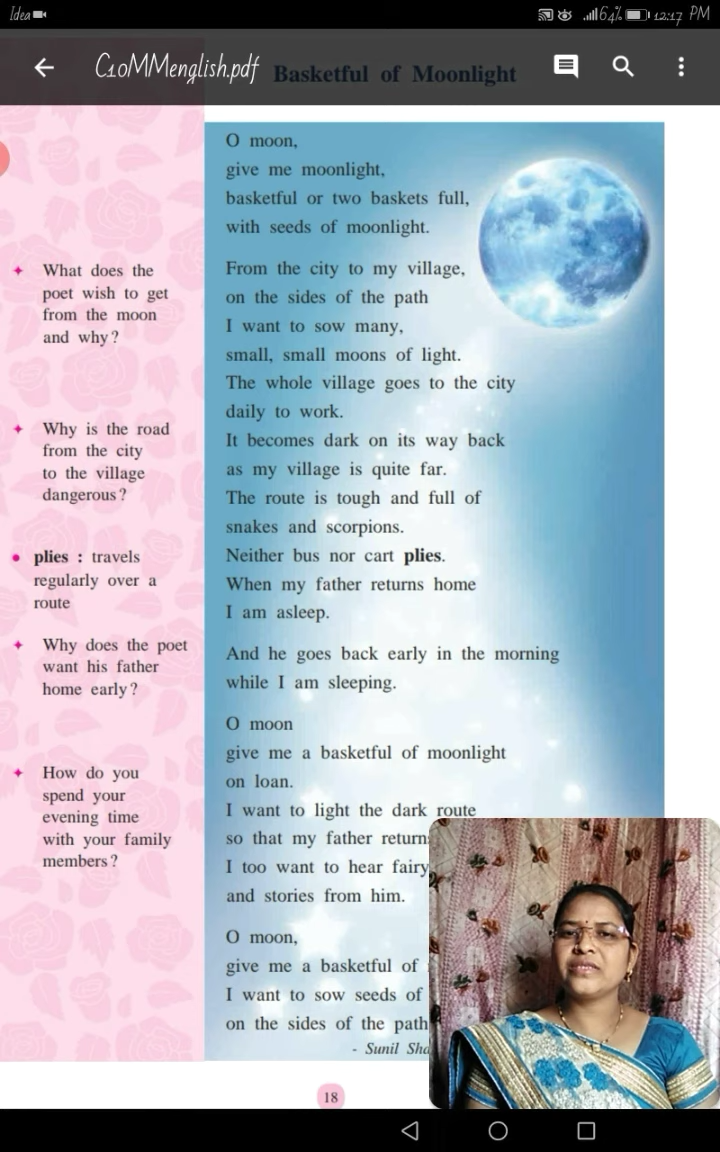 Idea
64%
12:17 PM
C10MMenglish.pdf
Basketful of Moonlight
O moon,
give me moonlight,
basketful or two baskets full,
with seeds of moonlight.
From the city to my village,
on the sides of the path
I want to sow many,
small, small moons of light.
The whole village goes to the city
daily to work.
It becomes dark on its way back
as my village is quite far.
The route is tough and full of
snakes and scorpions.
Neither bus nor cart plies.
When my father returns home
I am asleep.
And he goes back early in the morning
while I am sleeping.
O moon
give me a basketful of moonlight
on loan.
I want to light the dark route
so that my father return
I too want to hear fairy
and stories from him.
O moon,
give me a basketful of
I want to sow seeds of
on the sides of the path
- Sunil Sha
What does the
poet wish to get
from the moon
and why?
Why is the road
from the city
to the village
dangerous?
plies : travels
regularly over a
route
Why does the poet
want his father
home early?
How do you
spend your
evening time
with your family
members?
18